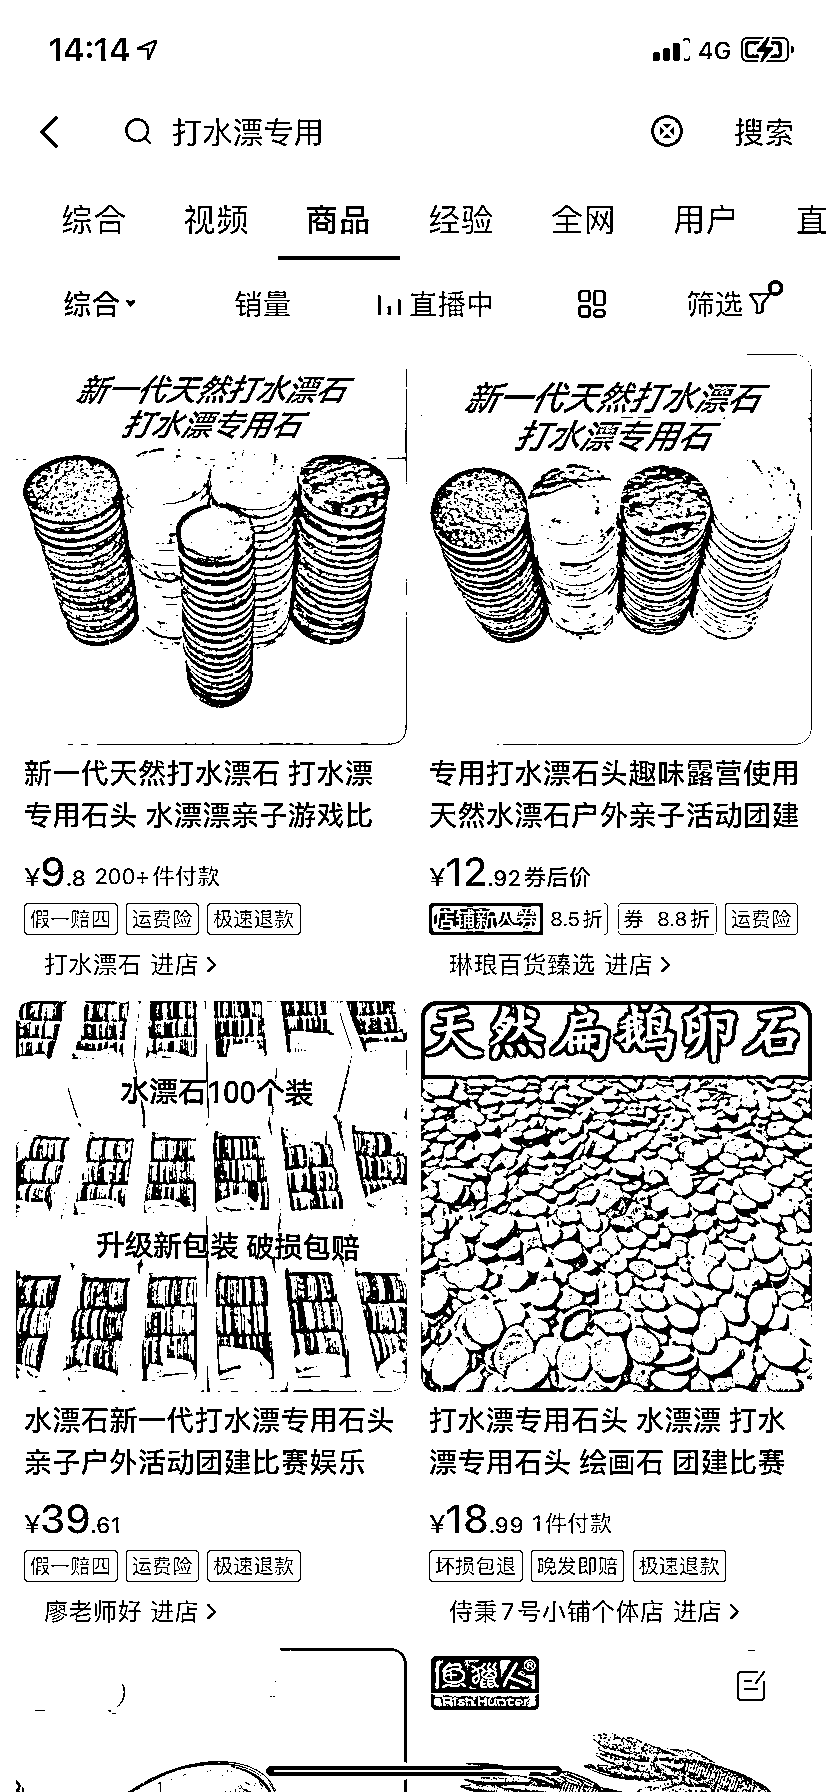 14:14 4G
打水漂专用 搜索
综合 视频 商品 经验 全网 用户 直
综合 销量 直播中 筛选
新一代天然打水漂石
打水漂专用石
新一代天然打水漂石
打水漂专用石
新一代天然打水漂石 打水漂
专用石头 水漂漂亲子游戏比
¥9.8 200+件付款
假一赔四 运费险 极速退款
打水漂石 进店
专用打水漂石头趣味露营使用
天然水漂石户外亲子活动团建
¥12.92券后价
店铺新人券 8.5折 券 8.8折 运费险
琳琅百货臻选 进店
水漂石100个装
升级新包装 破损包赔
水漂石新一代打水漂专用石头
亲子户外活动团建比赛娱乐
¥39.61
假一赔四 运费险 极速退款
廖老师好 进店
天然扁鹅卵石
打水漂专用石头 水漂漂 打水
漂专用石头 绘画石 团建比赛
¥18.99 1件付款
坏损包退 晚发即赔 极速退款
侍秉7号小铺个体店 进店
渔猎人®
Fish Hunter